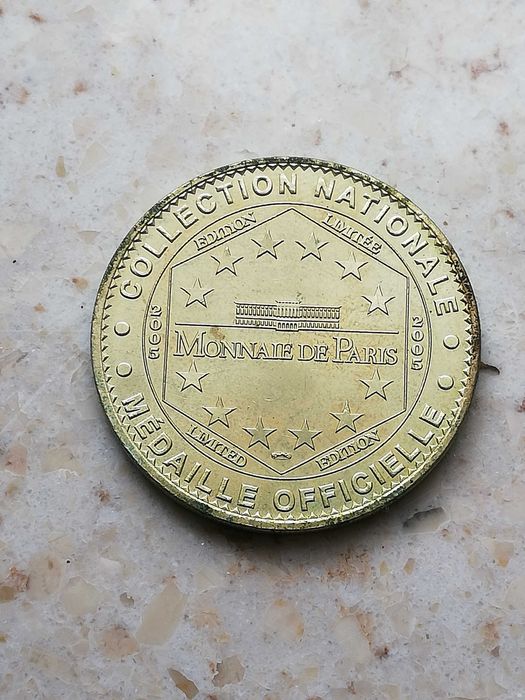 COLLECTION NATIONALE
EDITION LIMITÉE
2005
2005
MONNAIE DE PARIS
LIMITED EDITION
MÉDAILLE OFFICIELLE